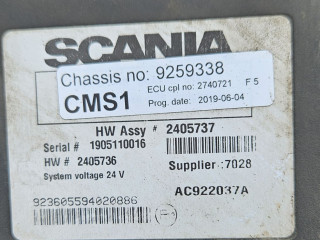 SCANIA
Chassis no: 9259338
CMS1
ECU cpl no: 2740721 F 5
Prog. date: 2019-06-04
HW Assy # 2405737
Serial # 1905110016
HW # 2405736
Supplier :7028
System voltage 24 V
923605594020886
AC922037A